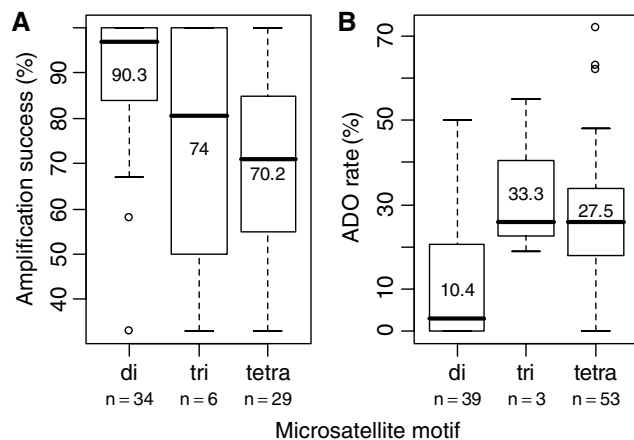 A
Amplification success (%)
90
80
70
60
50
40
90.3
74
70.2
di
tri
tetra
n = 34
n = 6
n = 29
B
ADO rate (%)
70
50
30
10
0
10.4
33.3
27.5
di
tri
tetra
n = 39
n = 3
n = 53
Microsatellite motif